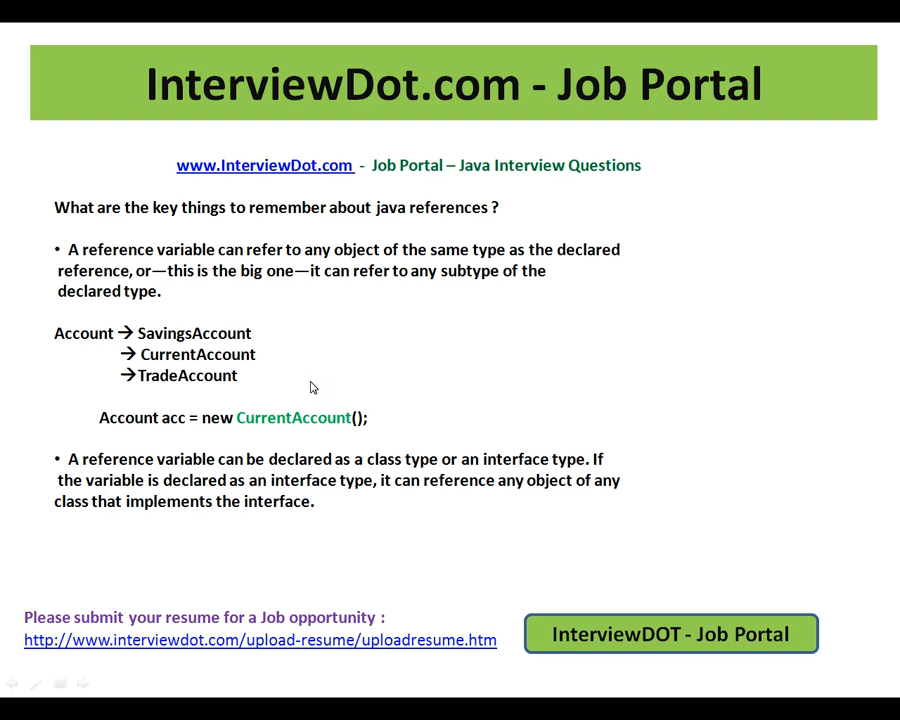 InterviewDot.com - Job Portal
www.InterviewDot.com - Job Portal – Java Interview Questions
What are the key things to remember about java references ?
• A reference variable can refer to any object of the same type as the declared
reference, or—this is the big one—it can refer to any subtype of the
declared type.
Account → SavingsAccount
→ CurrentAccount
→TradeAccount
Account acc = new CurrentAccount();
• A reference variable can be declared as a class type or an interface type. If
the variable is declared as an interface type, it can reference any object of any
class that implements the interface.
Please submit your resume for a Job opportunity :
http://www.interviewdot.com/upload-resume/uploadresume.htm
InterviewDOT - Job Portal